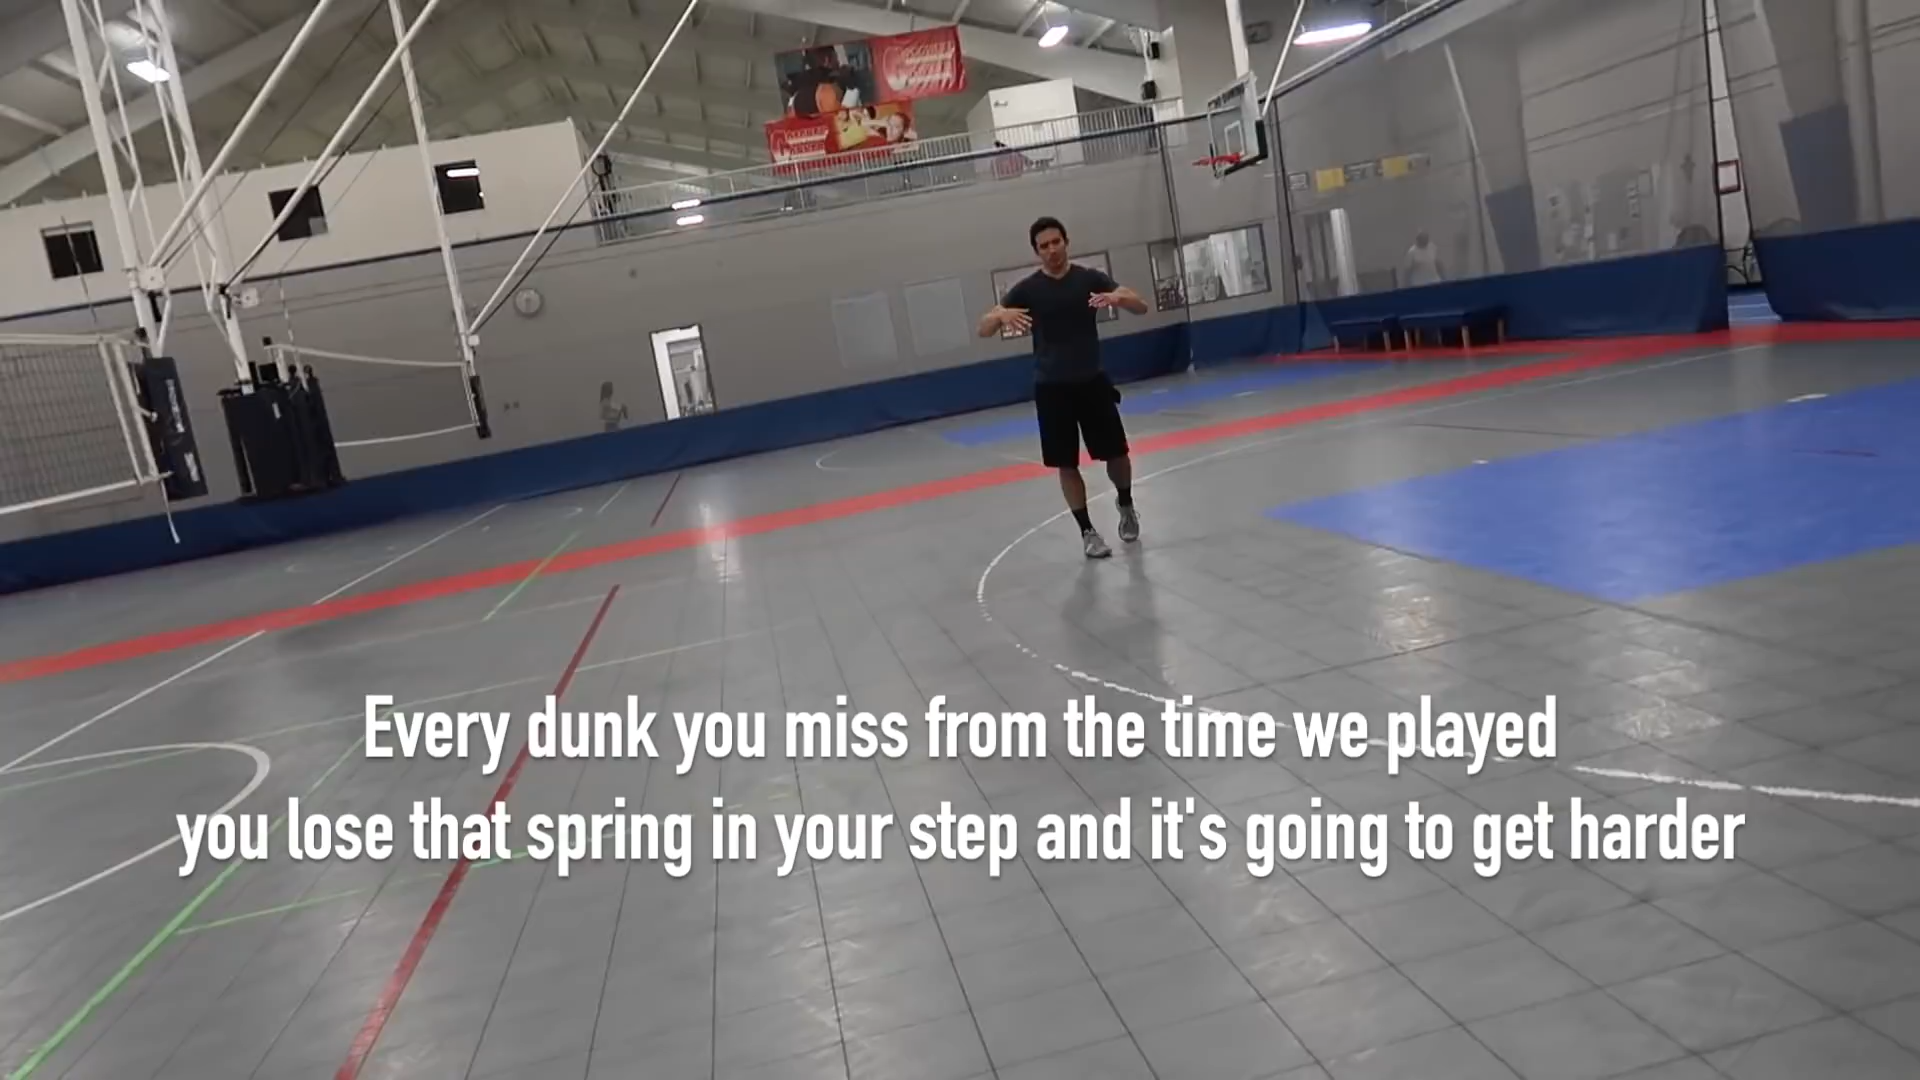 Every dunk you miss from the time we played
you lose that spring in your step and it's going to get harder